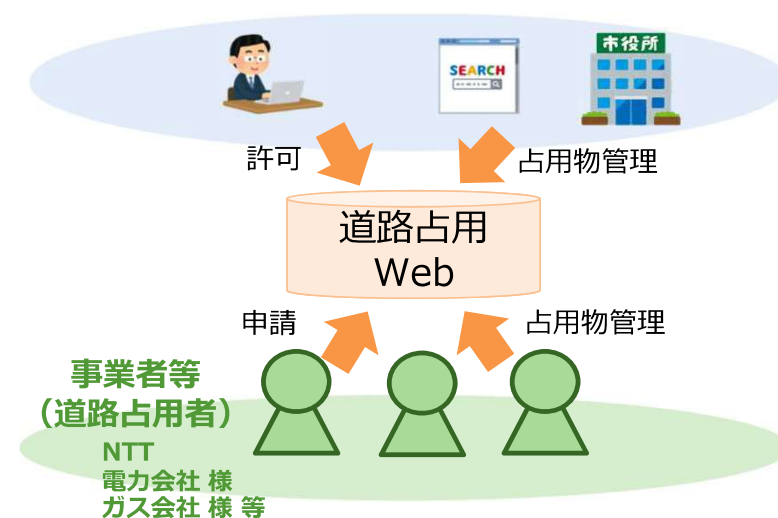 市役所
SEARCH
許可
占用物管理
道路占用
Web
申請
占用物管理
事業者等
（道路占用者）
NTT
電力会社 様
ガス会社 様 等